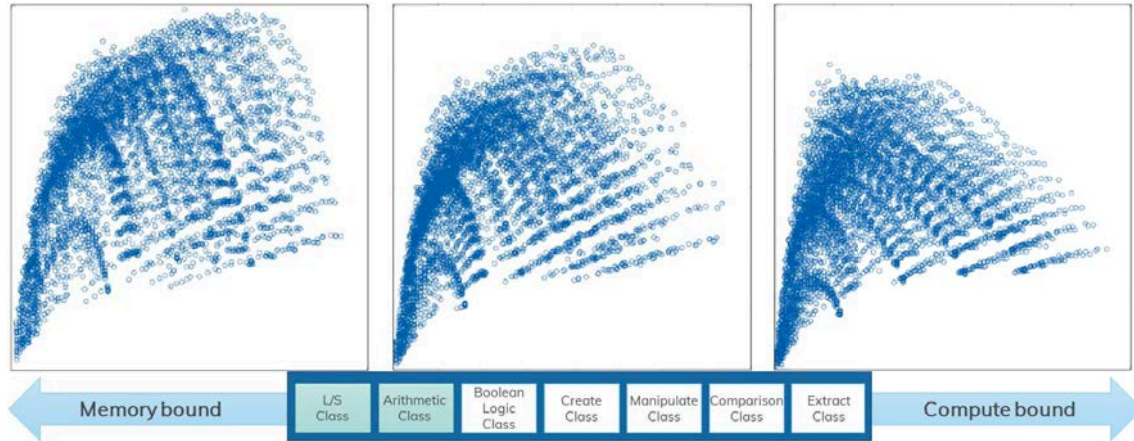 Memory bound
L/S
Class
Arithmetic
Class
Boolean
Logic
Class
Create
Class
Manipulate
Class
Comparison
Class
Extract
Class
Compute bound